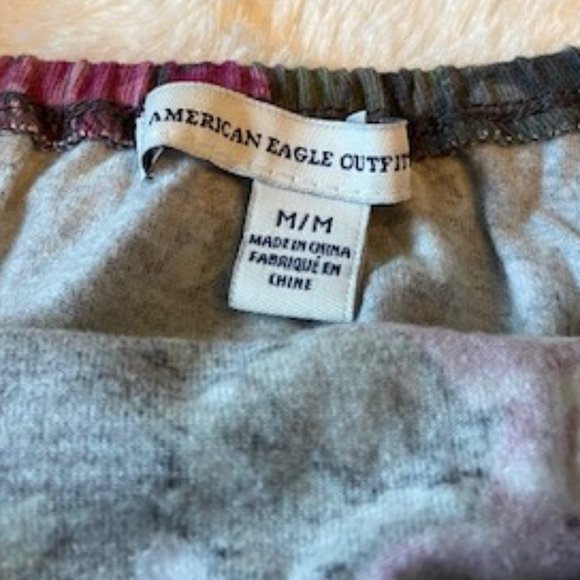 AMERICAN EAGLE OUTFIT
M/M
MADE IN CHINA
FABRIQUÉ EN
CHINE